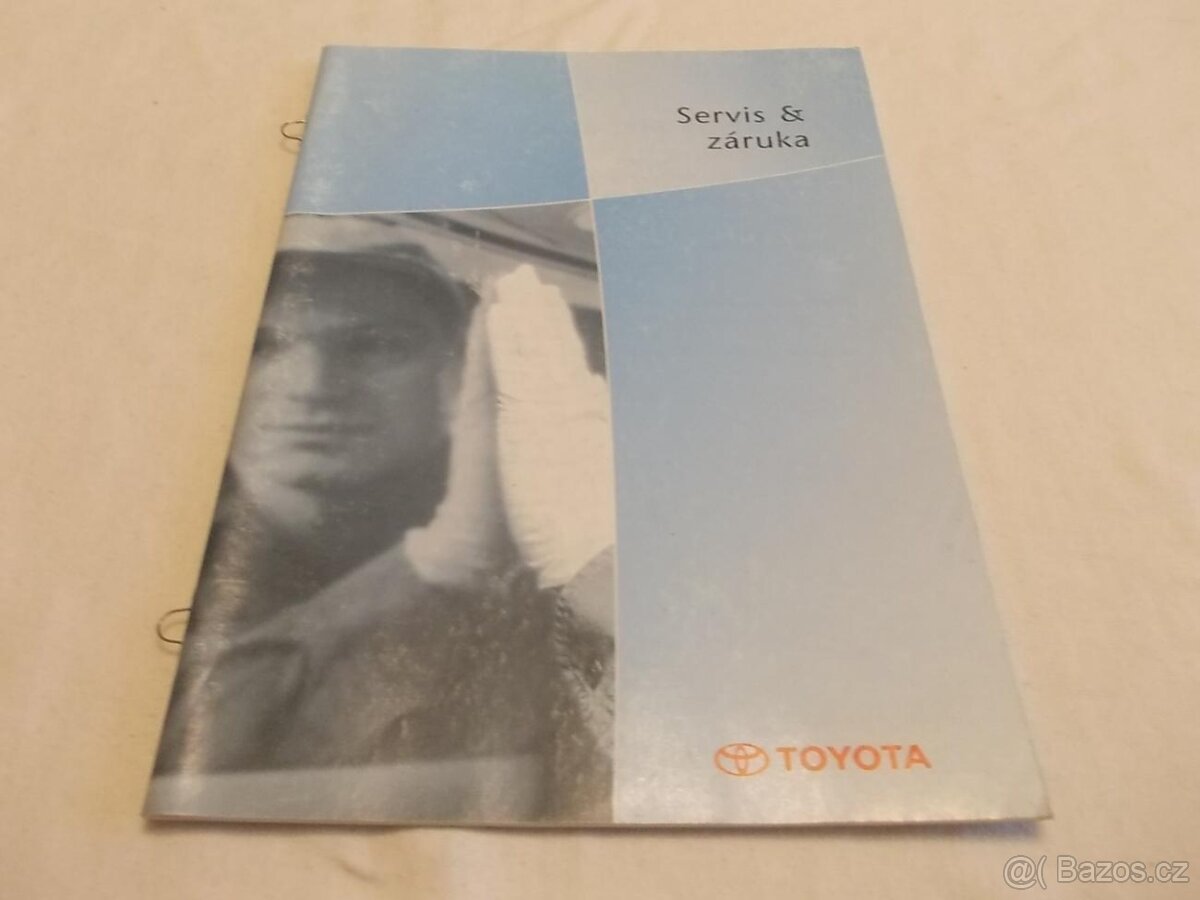 Servis &
záruka
TOYOTA
@( Bazos.cz